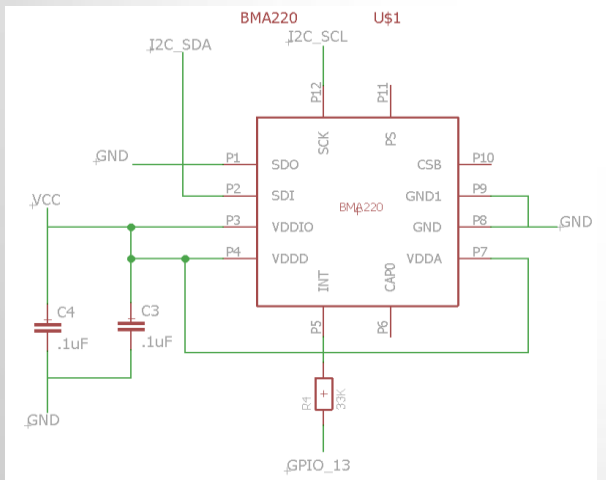 BMA220 U$1
I2C_SDA
I2C_SCL
P12
P11
SCK
PS
GND
P1
SDO
CSB
P10
P2
SDI
GND1
P9
VCC
BMA220
P3
VDDIO
GND
P8
GND
P4
VDDD
VDDA
P7
INT
CAP0
P5
P6
C4
.1uF
C3
.1uF
R4
33K
GND
GPIO_13